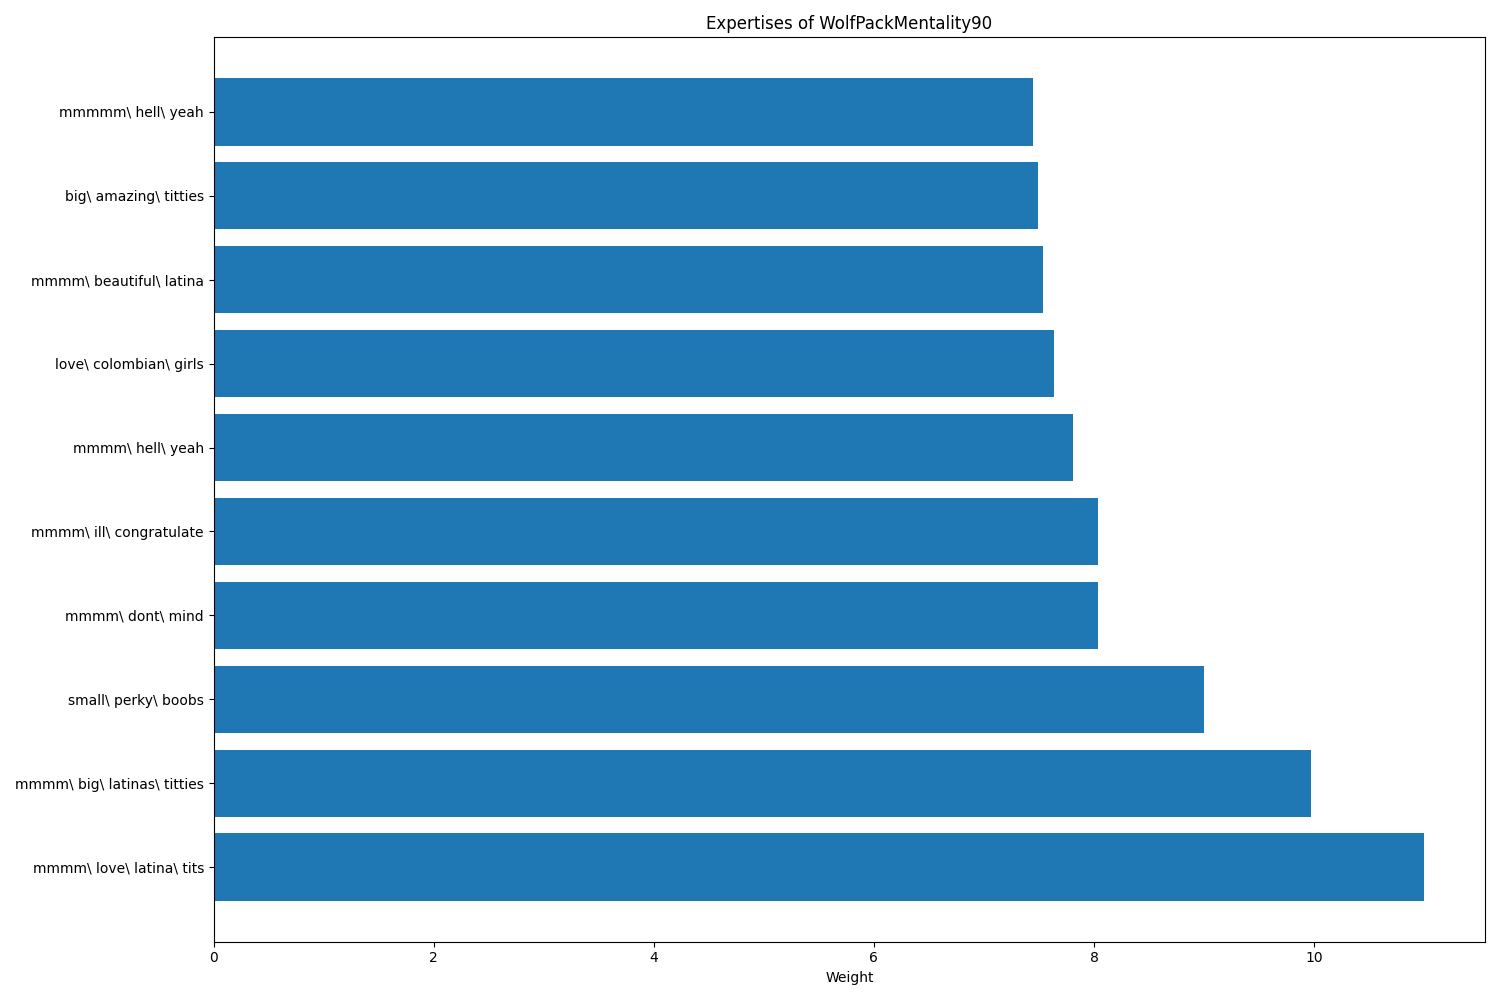 Expertises of WolfPackMentality90
mmmmm\ hell\ yeah
big\ amazing\ titties
mmmm\ beautiful\ latina
love\ colombian\ girls
mmmm\ hell\ yeah
mmmm\ ill\ congratulate
mmmm\ dont\ mind
small\ perky\ boobs
mmmm\ big\ latinas\ titties
mmmm\ love\ latina\ tits
0 2 4 6 8 10
Weight